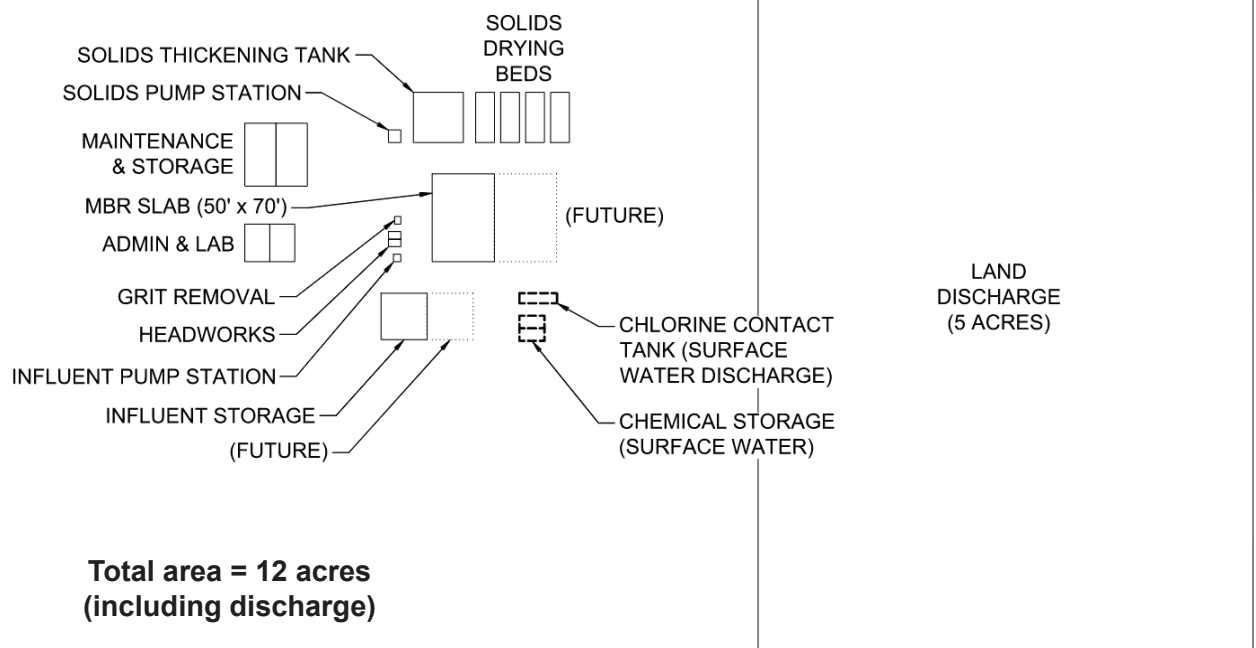 SOLIDS
DRYING
BEDS
SOLIDS THICKENING TANK
SOLIDS PUMP STATION
MAINTENANCE
& STORAGE
MBR SLAB (50' x 70')
(FUTURE)
ADMIN & LAB
GRIT REMOVAL
HEADWORKS
INFLUENT PUMP STATION
INFLUENT STORAGE
(FUTURE)
CHLORINE CONTACT
TANK (SURFACE
WATER DISCHARGE)
CHEMICAL STORAGE
(SURFACE WATER)
LAND
DISCHARGE
(5 ACRES)
Total area = 12 acres
(including discharge)